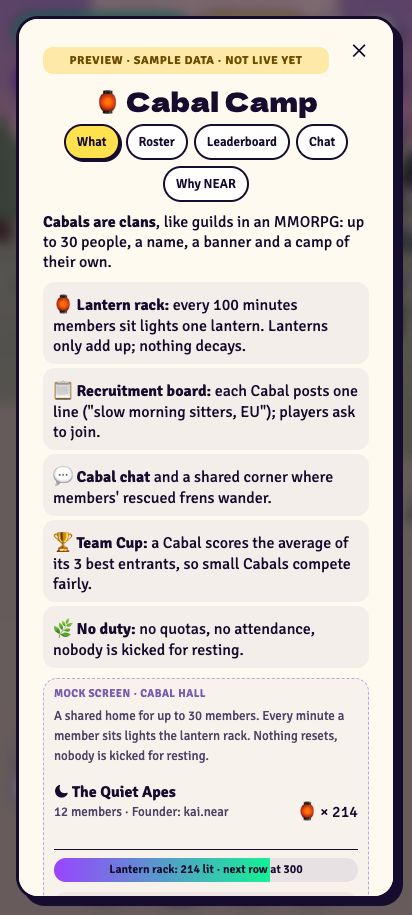 PREVIEW · SAMPLE DATA · NOT LIVE YET
Cabal Camp
What
Roster
Leaderboard
Chat
Why NEAR
Cabals are clans, like guilds in an MMORPG: up
to 30 people, a name, a banner and a camp of
their own.
Lantern rack: every 100 minutes
members sit lights one lantern. Lanterns
only add up; nothing decays.
Recruitment board: each Cabal posts one
line ("slow morning sitters, EU"); players ask
to join.
Cabal chat and a shared corner where
members' rescued frens wander.
Team Cup: a Cabal scores the average of
its 3 best entrants, so small Cabals compete
fairly.
No duty: no quotas, no attendance,
nobody is kicked for resting.
MOCK SCREEN · CABAL HALL
A shared home for up to 30 members. Every minute a
member sits lights the lantern rack. Nothing resets,
nobody is kicked for resting.
The Quiet Apes
12 members · Founder: kai.near
× 214
Lantern rack: 214 lit · next row at 300